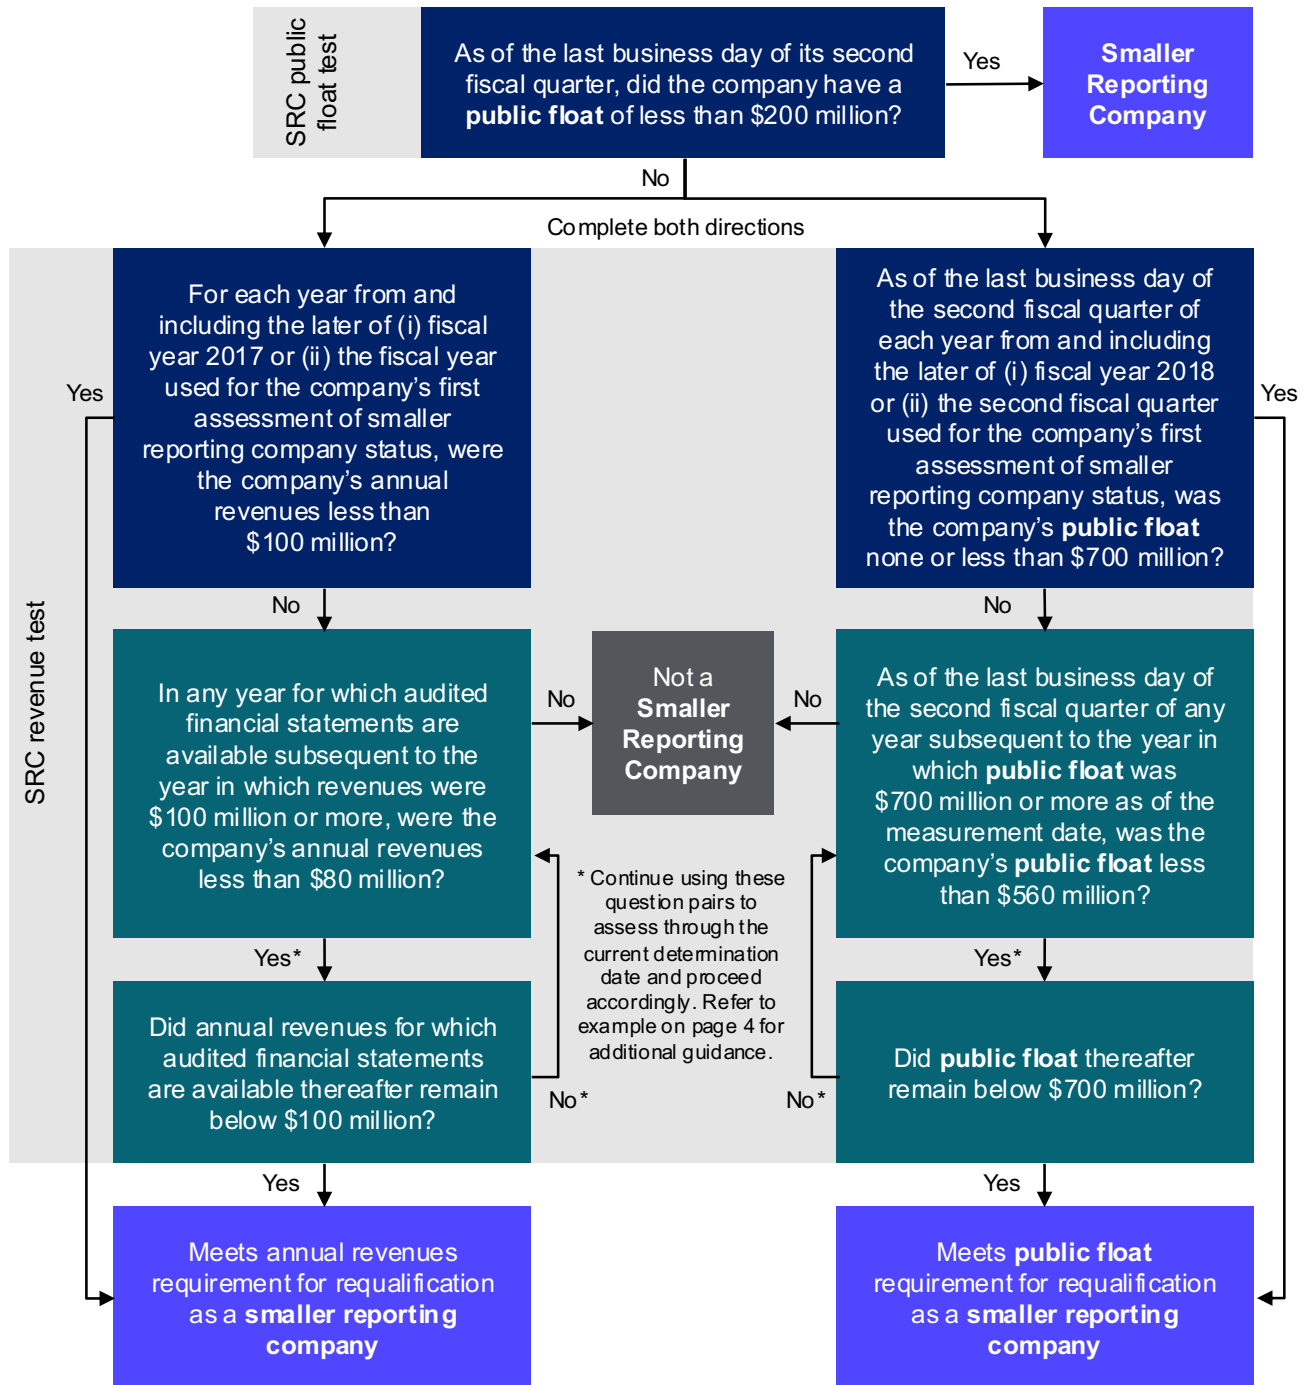 SRC public
float test
As of the last business day of its second
fiscal quarter, did the company have a
public float of less than $200 million?
Yes
Smaller
Reporting
Company
No
Complete both directions
SRC revenue test
For each year from and
including the later of (i) fiscal
year 2017 or (ii) the fiscal year
used for the company’s first
assessment of smaller
reporting company status, were
the company’s annual
revenues less than
$100 million?
Yes
No
As of the last business day of
the second fiscal quarter of
each year from and including
the later of (i) fiscal year 2018
or (ii) the second fiscal quarter
used for the company’s first
assessment of smaller
reporting company status, was
the company’s public float
none or less than $700 million?
Yes
No
In any year for which audited
financial statements are
available subsequent to the
year in which revenues were
$100 million or more, were the
company’s annual revenues
less than $80 million?
No
Not a
Smaller
Reporting
Company
No
As of the last business day of
the second fiscal quarter of any
year subsequent to the year in
which public float was
$700 million or more as of the
measurement date, was the
company’s public float less
than $560 million?
* Continue using these
question pairs to
assess through the
current determination
date and proceed
accordingly. Refer to
example on page 4 for
additional guidance.
Yes*
Yes*
Did annual revenues for which
audited financial statements
are available thereafter remain
below $100 million?
No*
No*
Did public float thereafter
remain below $700 million?
Yes
Yes
Meets annual revenues
requirement for requalification
as a smaller reporting
company
Meets public float
requirement for requalification
as a smaller reporting
company